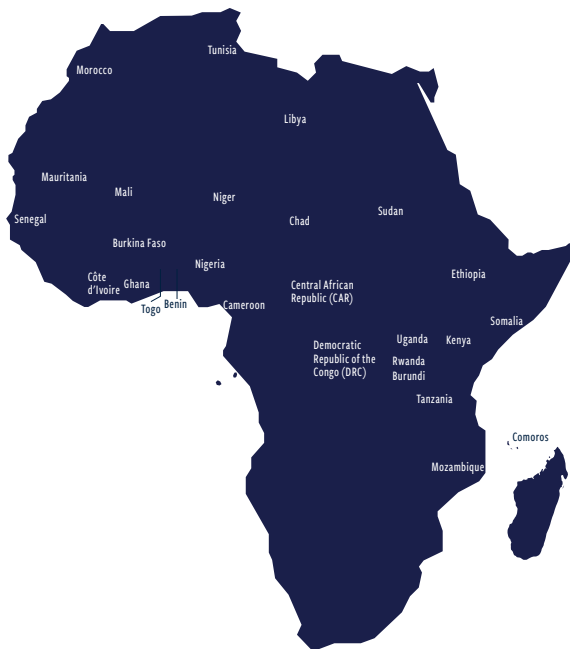 Tunisia
Morocco
Libya
Mauritania
Mali
Niger
Sudan
Senegal
Chad
Burkina Faso
Nigeria
Ethiopia
Côte
d’Ivoire
Ghana
Central African
Republic (CAR)
Togo
Benin
Cameroon
Somalia
Uganda
Kenya
Democratic
Republic of the
Congo (DRC)
Rwanda
Burundi
Tanzania
Comoros
Mozambique